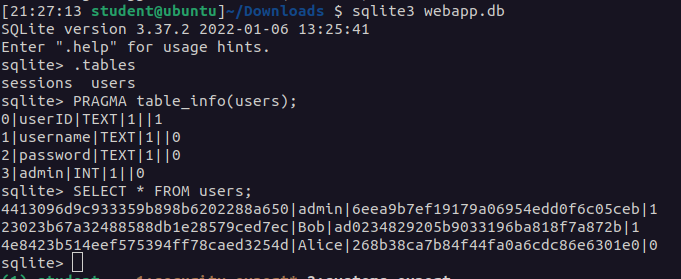 [21:27:13 student@ubuntu]~/Downloads $ sqlite3 webapp.db
SQLite version 3.37.2 2022-01-06 13:25:41
Enter ".help" for usage hints.
sqlite> .tables
sessions  users
sqlite> PRAGMA table_info(users);
0|userID|TEXT|1||1
1|username|TEXT|1||0
2|password|TEXT|1||0
3|admin|INT|1||0
sqlite> SELECT * FROM users;
4413096d9c933359b898b6202288a650|admin|6eea9b7ef19179a06954edd0f6c05ceb|1
23023b67a32488588db1e28579ced7ec|Bob|ad0234829205b9033196ba818f7a872b|1
4e8423b514eef575394ff78caed3254d|Alice|268b38ca7b84f44fa0a6cdc86e6301e0|0
sqlite>